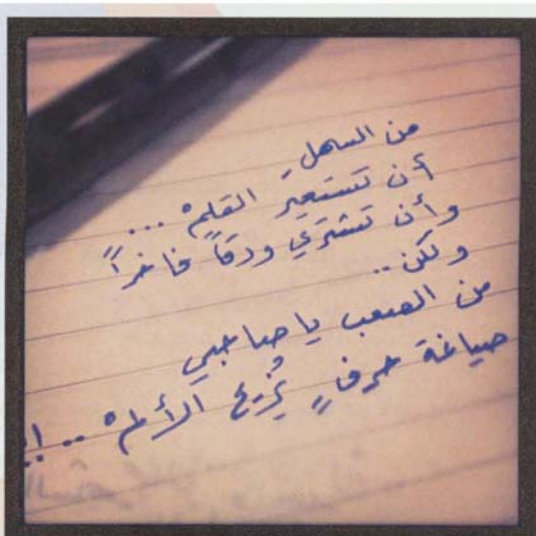 من السهلِ
أن تستعيرَ القلمْ ...
وأن تشتري ورقاً فاخراً
ولكن ..
من الصعب يا صاحبي
صياغة حرفٍ يُزيح الألمْ .. !!